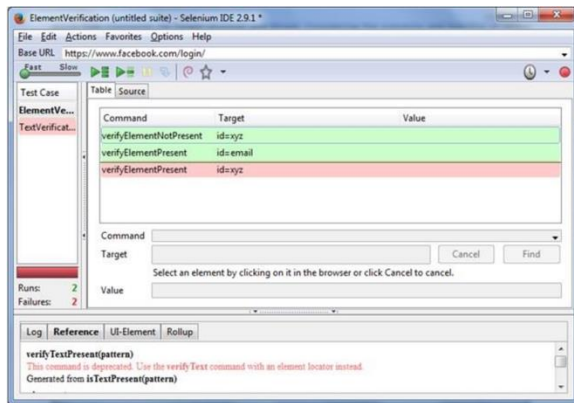 ElementVerification (untitled suite) - Selenium IDE 2.9.1 *
File Edit Actions Favorites Options Help
Base URL https://www.facebook.com/login/
Fast Slow
Test Case
Table Source
ElementVe...
TextVerificat...
Command Target Value
verifyElementNotPresent id=xyz
verifyElementPresent id=email
verifyElementPresent id=xyz
Command
Target Cancel Find
Select an element by clicking on it in the browser or click Cancel to cancel.
Value
Runs: 2
Failures: 2
Log Reference UI-Element Rollup
verifyTextPresent(pattern)
This command is deprecated. Use the verifyText command with an element locator instead.
Generated from isTextPresent(pattern)